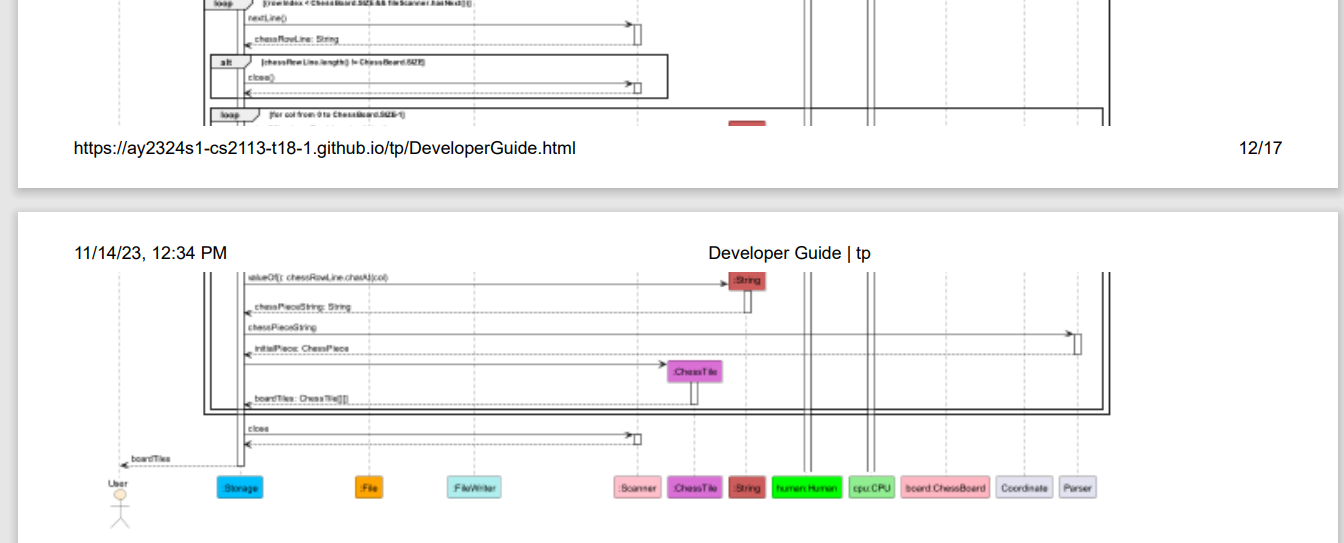 loop [(rowIndex < ChessBoard.SIZE && fileScanner.hasNext())]
nextLine()
chessRowLine: String
alt [chessRowLine.length() != ChessBoard.SIZE]
close()
loop [for col from 0 to ChessBoard.SIZE-1]
https://ay2324s1-cs2113-t18-1.github.io/tp/DeveloperGuide.html 12/17
11/14/23, 12:34 PM Developer Guide | tp
valueOf(): chessRowLine.charAt(col)
:String
chessPieceString: String
chessPieceString
initialPiece: ChessPiece
:ChessTile
boardTiles: ChessTile[][]
close
boardTiles
User :Storage :File :FileWriter :Scanner :ChessTile :String human:Human cpu:CPU board:ChessBoard Coordinate Parser